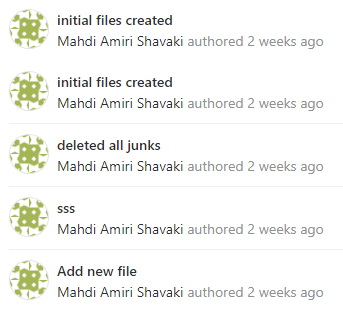 initial files created
Mahdi Amiri Shavaki authored 2 weeks ago
initial files created
Mahdi Amiri Shavaki authored 2 weeks ago
deleted all junks
Mahdi Amiri Shavaki authored 2 weeks ago
sss
Mahdi Amiri Shavaki authored 2 weeks ago
Add new file
Mahdi Amiri Shavaki authored 2 weeks ago